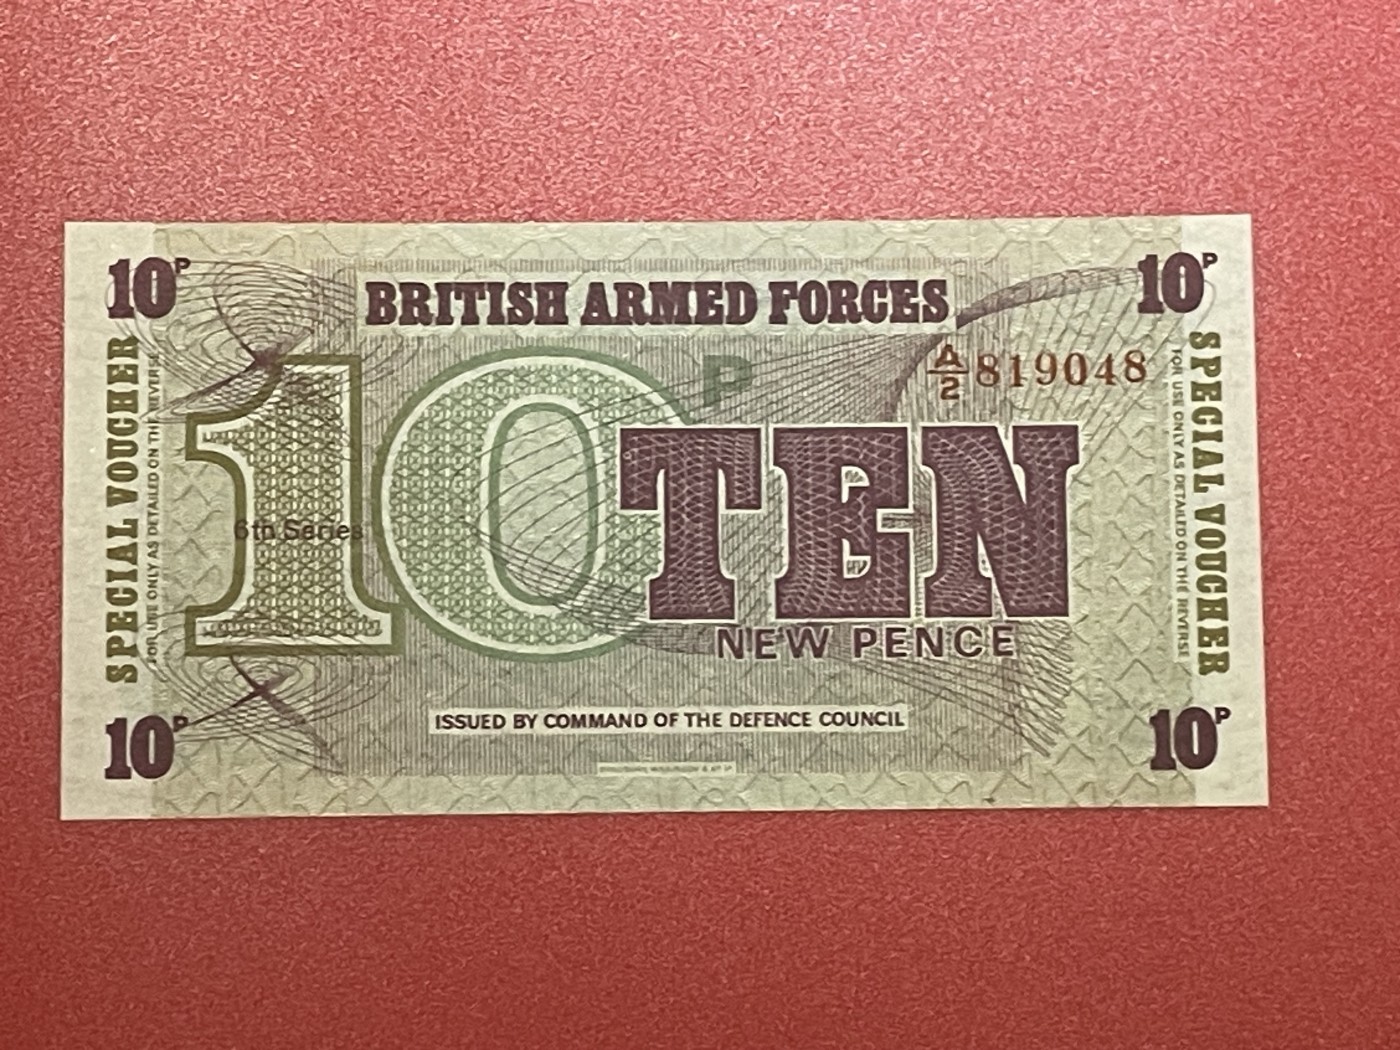 10P
10P
BRITISH ARMED FORCES
A/2 819048
10P
TEN
NEW PENCE
6th Series
SPECIAL VOUCHER
FOR USE ONLY AS DETAILED ON THE REVERSE
SPECIAL VOUCHER
FOR USE ONLY AS DETAILED ON THE REVERSE
ISSUED BY COMMAND OF THE DEFENCE COUNCIL
10P
10P